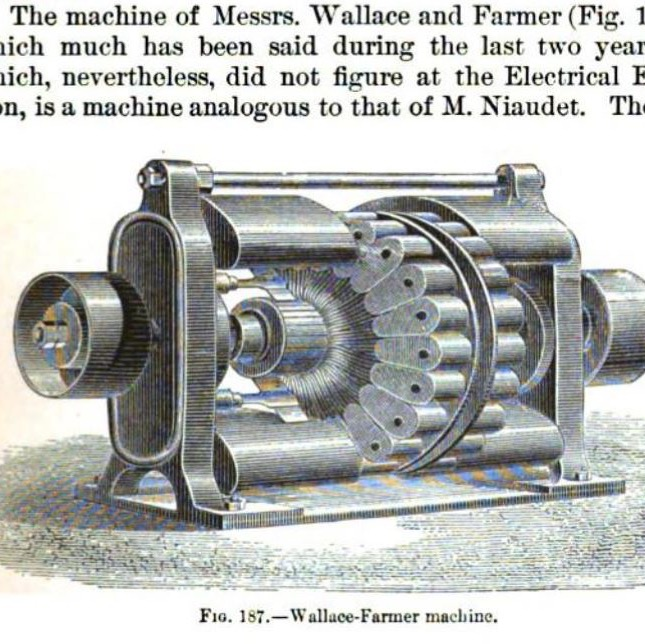 The machine of Messrs. Wallace and Farmer (Fig. 1
hich much has been said during the last two year
hich, nevertheless, did not figure at the Electrical E
on, is a machine analogous to that of M. Niaudet. The
Fig. 187.—Wallace-Farmer machine.